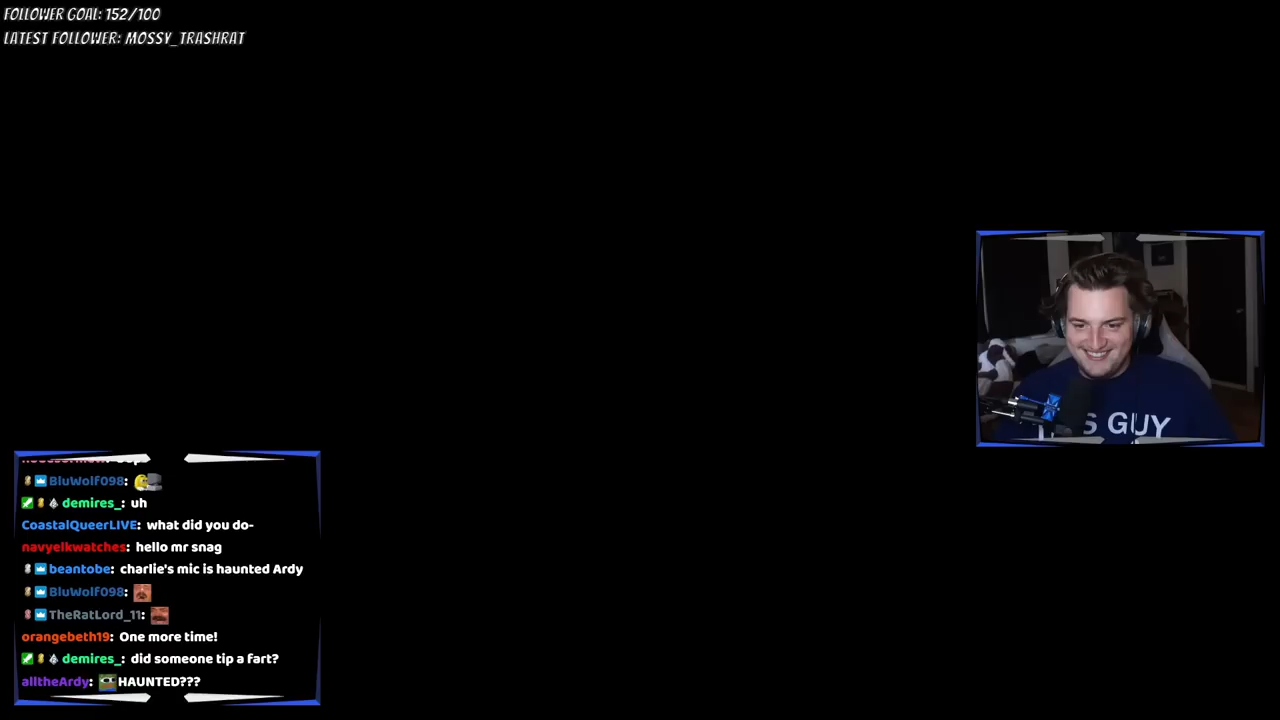 FOLLOWER GOAL: 152/100
LATEST FOLLOWER: MOSSY_TRASHRAT
GUY
BluWolf098:
demires_: uh
CoastalQueerLIVE: what did you do-
navyelkwatches: hello mr snag
beantobe: charlie's mic is haunted Ardy
BluWolf098:
TheRatLord_11:
orangebeth19: One more time!
demires_: did someone tip a fart?
alltheArdy: HAUNTED???